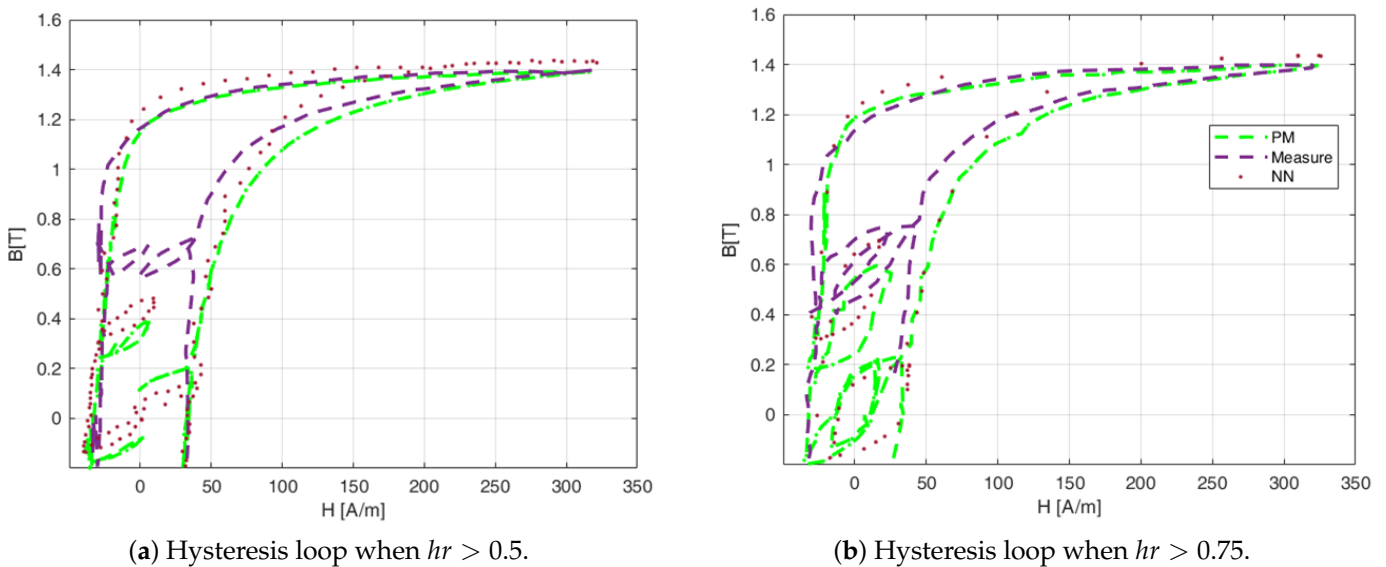 1.6
1.4
1.2
1
0.8
0.6
0.4
0.2
0
B[T]
0 50 100 150 200 250 300 350
H [A/m]
(a) Hysteresis loop when hr > 0.5.
1.6
1.4
1.2
1
0.8
0.6
0.4
0.2
0
B[T]
PM
Measure
NN
0 50 100 150 200 250 300 350
H [A/m]
(b) Hysteresis loop when hr > 0.75.